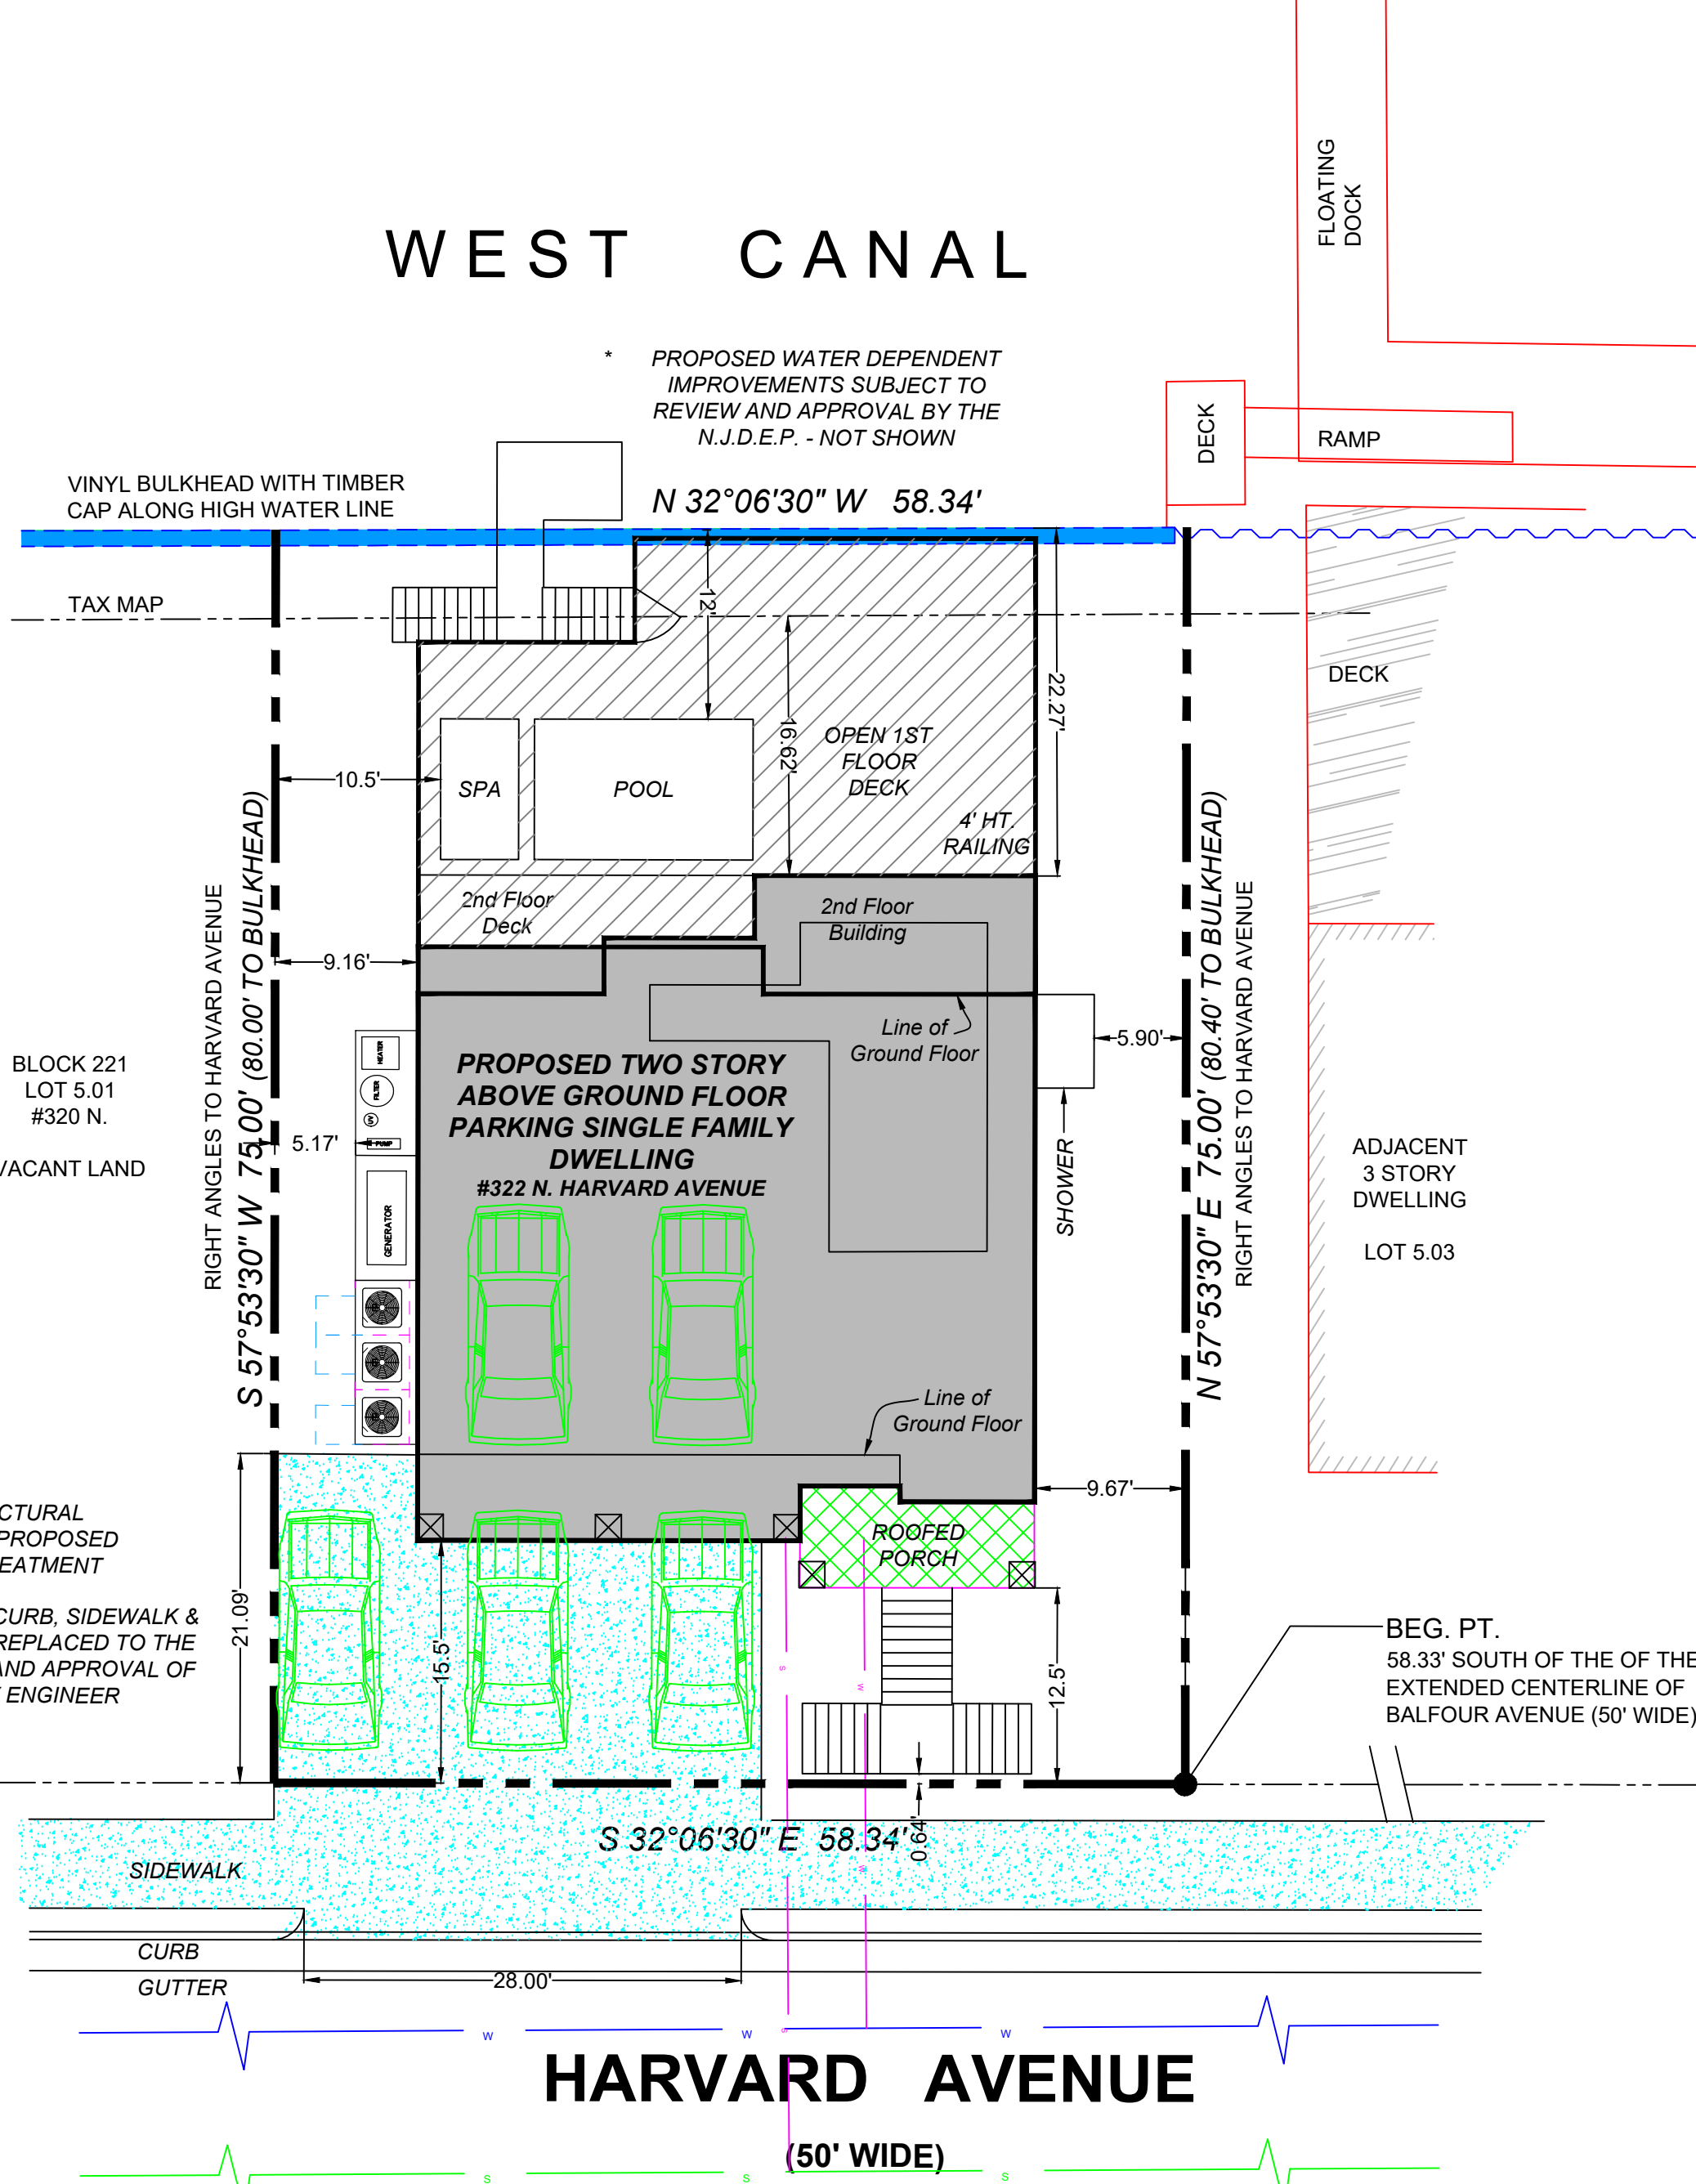 WEST CANAL
FLOATING
DOCK
* PROPOSED WATER DEPENDENT
IMPROVEMENTS SUBJECT TO
REVIEW AND APPROVAL BY THE
N.J.D.E.P. - NOT SHOWN
DECK
RAMP
VINYL BULKHEAD WITH TIMBER
CAP ALONG HIGH WATER LINE
N 32°06'30" W 58.34'
TAX MAP
12'
22.27'
16.62'
DECK
OPEN 1ST
FLOOR
DECK
10.5'
SPA
POOL
4' HT.
RAILING
2nd Floor
Deck
2nd Floor
Building
9.16'
RIGHT ANGLES TO HARVARD AVENUE
S 57°53'30" W 75.00' (80.00' TO BULKHEAD)
N 57°53'30" E 75.00' (80.40' TO BULKHEAD)
RIGHT ANGLES TO HARVARD AVENUE
Line of
Ground Floor
5.90'
BLOCK 221
LOT 5.01
#320 N.
VACANT LAND
HEATER
FILTER
PUMP
5.17'
GENERATOR
PROPOSED TWO STORY
ABOVE GROUND FLOOR
PARKING SINGLE FAMILY
DWELLING
#322 N. HARVARD AVENUE
SHOWER
ADJACENT
3 STORY
DWELLING
LOT 5.03
Line of
Ground Floor
9.67'
CTURAL
PROPOSED
EATMENT
CURB, SIDEWALK &
REPLACED TO THE
AND APPROVAL OF
ENGINEER
21.09'
15.5'
ROOFED
PORCH
12.5'
S
W
BEG. PT.
58.33' SOUTH OF THE OF THE
EXTENDED CENTERLINE OF
BALFOUR AVENUE (50' WIDE)
S 32°06'30" E 58.34'
0.64'
W
S
SIDEWALK
CURB
GUTTER
28.00'
W W S W
HARVARD AVENUE
(50' WIDE)
S S S